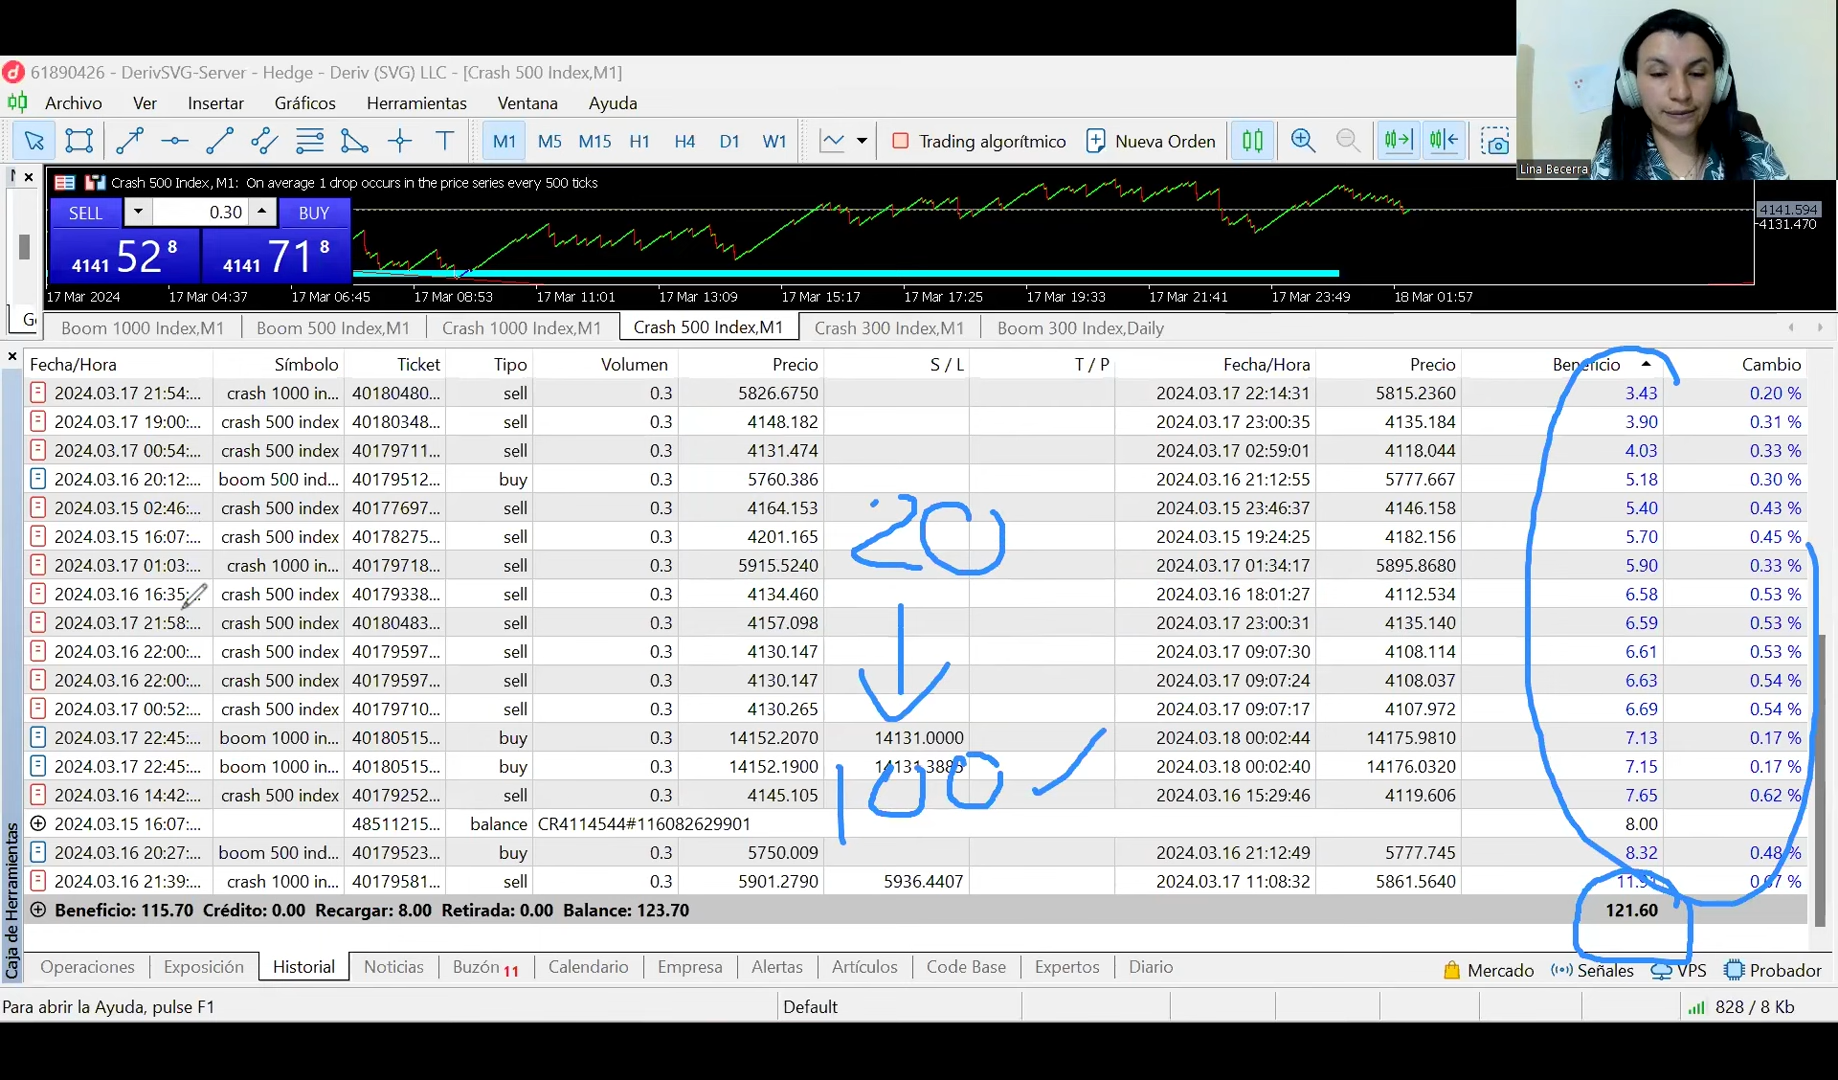 61890426 - DerivSVG-Server - Hedge - Deriv (SVG) LLC - [Crash 500 Index,M1]
Archivo Ver Insertar Gráficos Herramientas Ventana Ayuda
T M1 M5 M15 H1 H4 D1 W1 Trading algorítmico Nueva Orden
Lina Becerra
Crash 500 Index, M1: On average 1 drop occurs in the price series every 500 ticks
SELL 0.30 BUY
4141 52 8 4141 71 8
4141.594
4131.470
17 Mar 2024 17 Mar 04:37 17 Mar 06:45 17 Mar 08:53 17 Mar 11:01 17 Mar 13:09 17 Mar 15:17 17 Mar 17:25 17 Mar 19:33 17 Mar 21:41 17 Mar 23:49 18 Mar 01:57
Boom 1000 Index,M1 Boom 500 Index,M1 Crash 1000 Index,M1 Crash 500 Index,M1 Crash 300 Index,M1 Boom 300 Index,Daily
Fecha/Hora Símbolo Ticket Tipo Volumen Precio S / L T / P Fecha/Hora Precio Beneficio Cambio
2024.03.17 21:54:... crash 1000 in... 40180480... sell 0.3 5826.6750 2024.03.17 22:14:31 5815.2360 3.43 0.20 %
2024.03.17 19:00:... crash 500 index 40180348... sell 0.3 4148.182 2024.03.17 23:00:35 4135.184 3.90 0.31 %
2024.03.17 00:54:... crash 500 index 40179711... sell 0.3 4131.474 2024.03.17 02:59:01 4118.044 4.03 0.33 %
2024.03.16 20:12:... boom 500 ind... 40179512... buy 0.3 5760.386 2024.03.16 21:12:55 5777.667 5.18 0.30 %
2024.03.15 02:46:... crash 500 index 40177697... sell 0.3 4164.153 2024.03.15 23:46:37 4146.158 5.40 0.43 %
2024.03.15 16:07:... crash 500 index 40178275... sell 0.3 4201.165 2024.03.15 19:24:25 4182.156 5.70 0.45 %
20
2024.03.17 01:03:... crash 1000 in... 40179718... sell 0.3 5915.5240 2024.03.17 01:34:17 5895.8680 5.90 0.33 %
2024.03.16 16:35:... crash 500 index 40179338... sell 0.3 4134.460 2024.03.16 18:01:27 4112.534 6.58 0.53 %
2024.03.17 21:58:... crash 500 index 40180483... sell 0.3 4157.098 2024.03.17 23:00:31 4135.140 6.59 0.53 %
2024.03.16 22:00:... crash 500 index 40179597... sell 0.3 4130.147 2024.03.17 09:07:30 4108.114 6.61 0.53 %
2024.03.16 22:00:... crash 500 index 40179597... sell 0.3 4130.147 2024.03.17 09:07:24 4108.037 6.63 0.54 %
2024.03.17 00:52:... crash 500 index 40179710... sell 0.3 4130.265 2024.03.17 09:07:17 4107.972 6.69 0.54 %
2024.03.17 22:45:... boom 1000 in... 40180515... buy 0.3 14152.2070 14131.0000 2024.03.18 00:02:44 14175.9810 7.13 0.17 %
2024.03.17 22:45:... boom 1000 in... 40180515... buy 0.3 14152.1900 2024.03.18 00:02:40 14176.0320 7.15 0.17 %
100
2024.03.16 14:42:... crash 500 index 40179252... sell 0.3 4145.105 2024.03.16 15:29:46 4119.606 7.65 0.62 %
2024.03.15 16:07:... 48511215... balance CR4114544#116082629901 8.00
2024.03.16 20:27:... boom 500 ind... 40179523... buy 0.3 5750.009 2024.03.16 21:12:49 5777.745 8.32 0.48 %
2024.03.16 21:39:... crash 1000 in... 40179581... sell 0.3 5901.2790 5936.4407 2024.03.17 11:08:32 5861.5640
Beneficio: 115.70 Crédito: 0.00 Recargar: 8.00 Retirada: 0.00 Balance: 123.70 121.60
Caja de Herramientas
Operaciones Exposición Historial Noticias Buzón 11 Calendario Empresa Alertas Artículos Code Base Expertos Diario Mercado Señales VPS Probador
Para abrir la Ayuda, pulse F1 Default 828 / 8 Kb